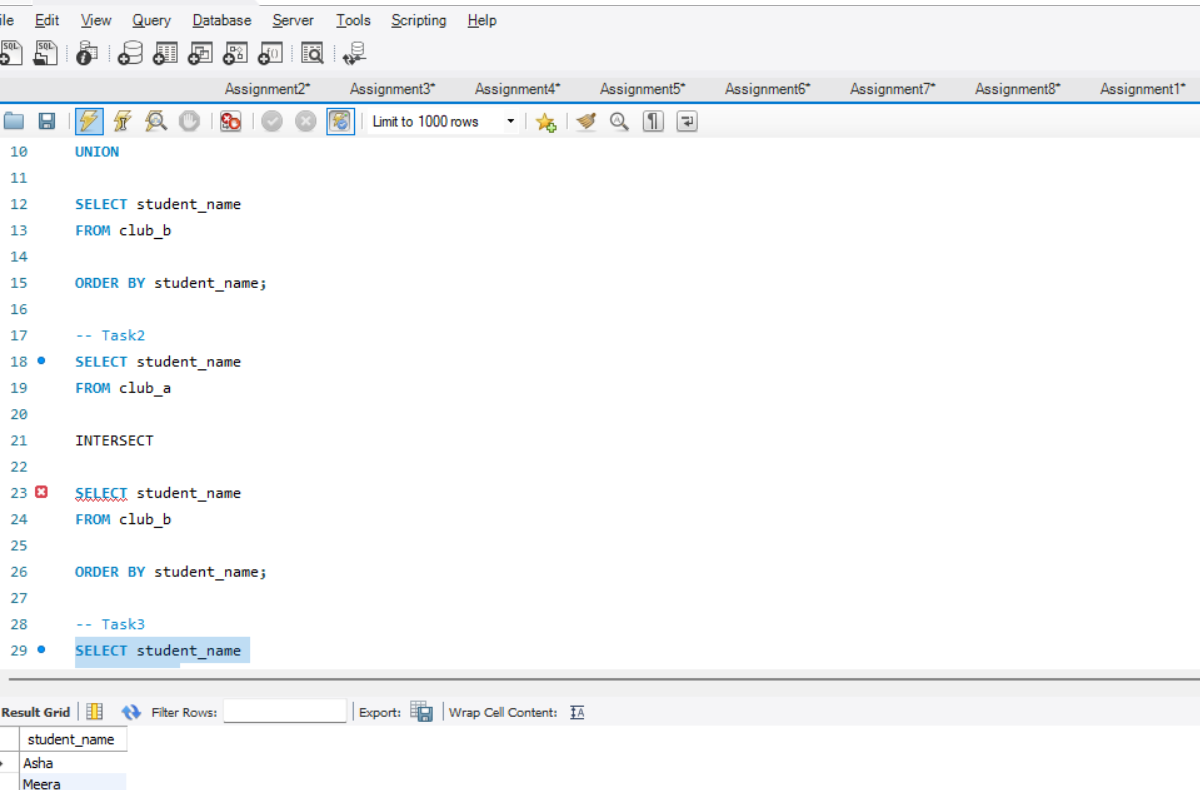 ile Edit View Query Database Server Tools Scripting Help
SQL SQL
Assignment2* Assignment3* Assignment4* Assignment5* Assignment6* Assignment7* Assignment8* Assignment1*
Limit to 1000 rows
10 UNION
11
12 SELECT student_name
13 FROM club_b
14
15 ORDER BY student_name;
16
17 -- Task2
18 SELECT student_name
19 FROM club_a
20
21 INTERSECT
22
23 SELECT student_name
24 FROM club_b
25
26 ORDER BY student_name;
27
28 -- Task3
29 SELECT student_name
Result Grid Filter Rows: Export: Wrap Cell Content: IA
student_name
Asha
Meera